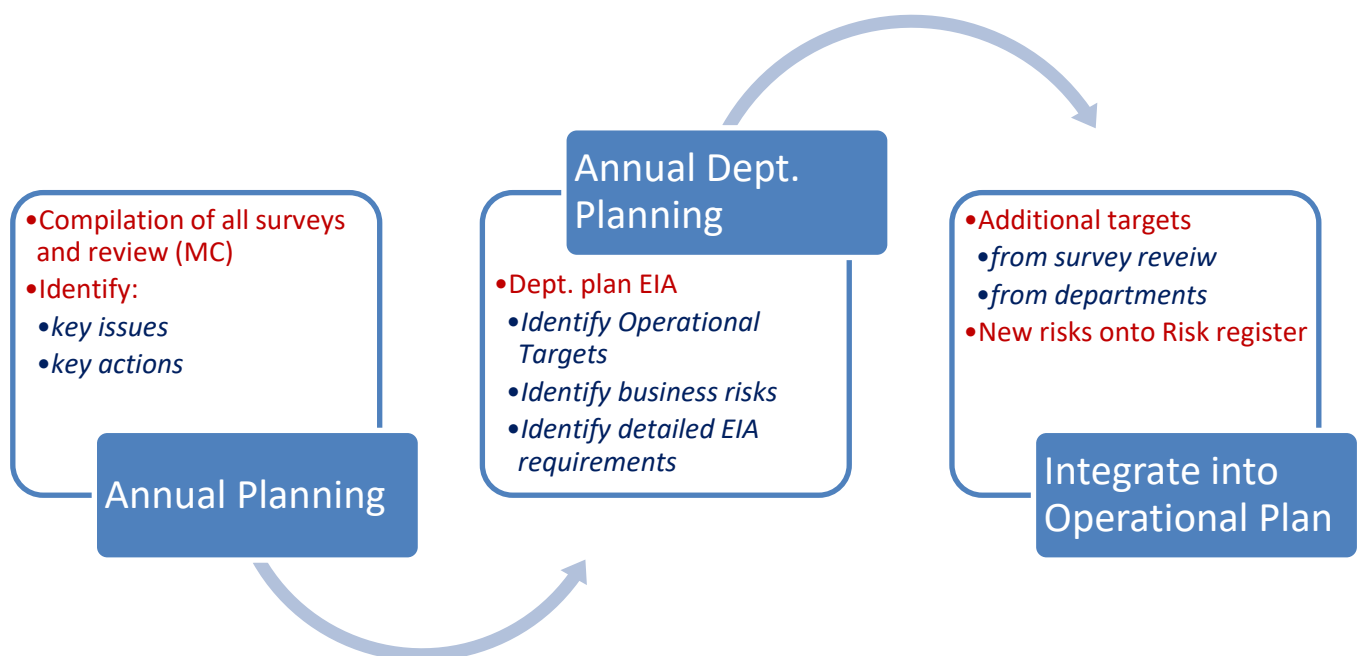 •Compilation of all surveys
and review (MC)
•Identify:
•key issues
•key actions
Annual Planning
Annual Dept.
Planning
•Dept. plan EIA
•Identify Operational
Targets
•Identify business risks
•Identify detailed EIA
requirements
•Additional targets
•from survey reveiw
•from departments
•New risks onto Risk register
Integrate into
Operational Plan